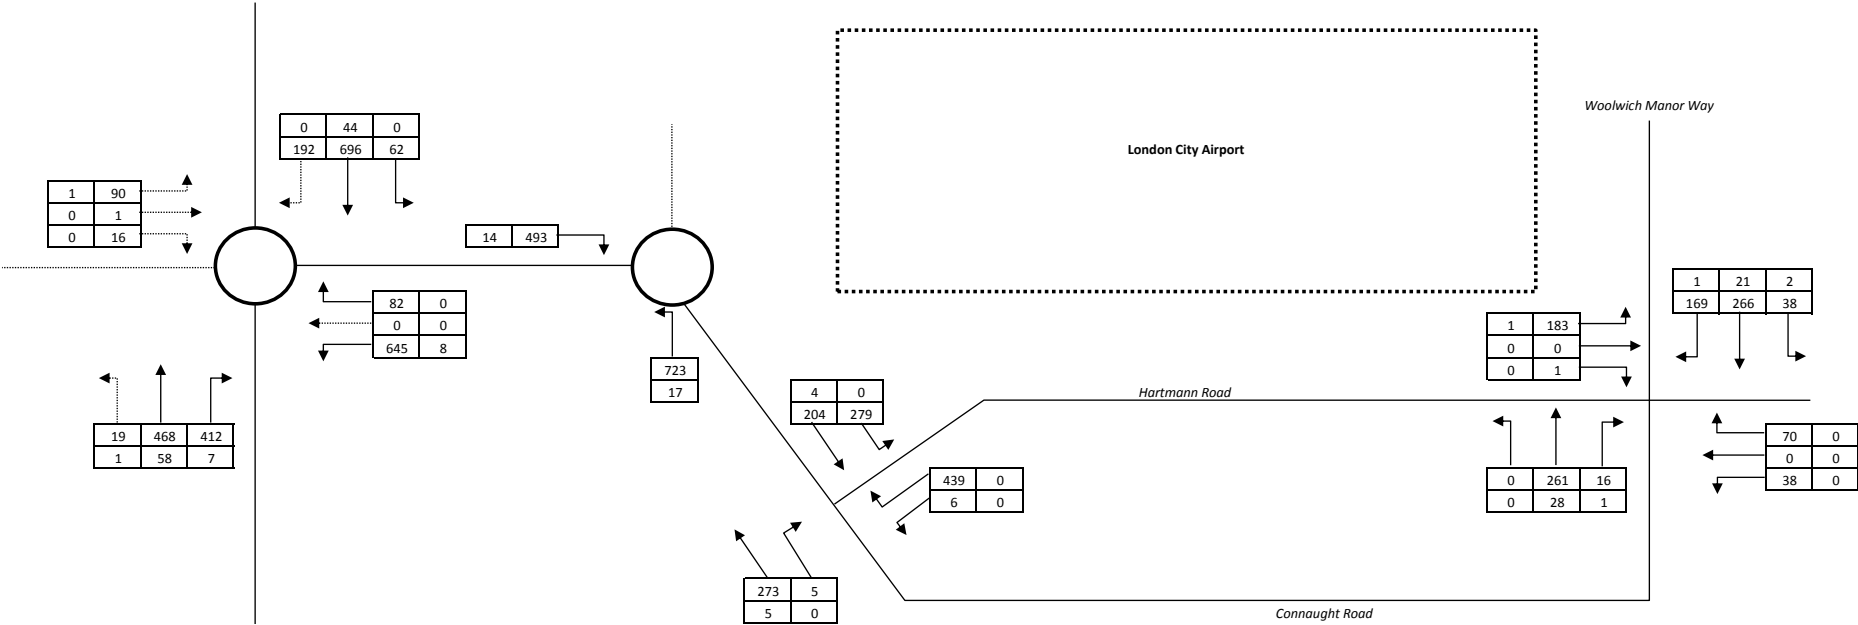 Woolwich Manor Way
0 44 0
192 696 62
London City Airport
1 90
0 1
0 16
14 493
1 21 2
169 266 38
82 0
0 0
645 8
1 183
0 0
0 1
723
17
4 0
204 279
Hartmann Road
19 468 412
1 58 7
70 0
0 0
38 0
439 0
6 0
0 261 16
0 28 1
273 5
5 0
Connaught Road